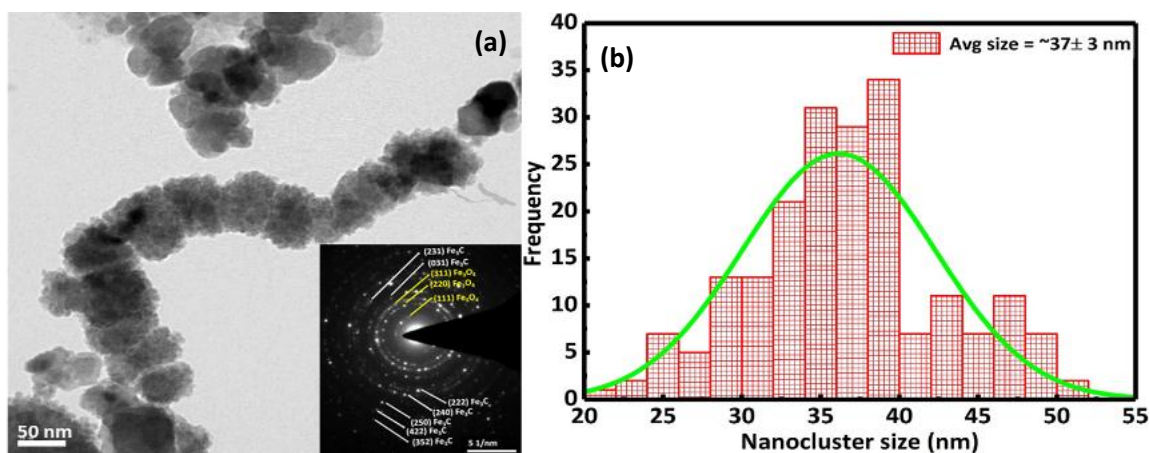 (a)
50 nm
(231) Fe₃C
(031) Fe₃C
(311) Fe₃O₄
(220) Fe₃O₄
(111) Fe₃O₄
(222) Fe₃C
(240) Fe₃C
(250) Fe₃C
(422) Fe₃C
(352) Fe₃C
5 1/nm
(b)
Avg size = ~37± 3 nm
Frequency
40
35
30
25
20
15
10
5
0
20 25 30 35 40 45 50 55
Nanocluster size (nm)